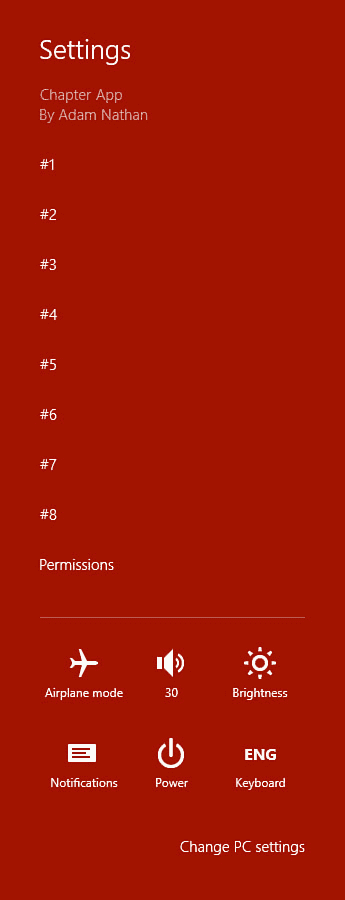 Settings
Chapter App
By Adam Nathan
#1
#2
#3
#4
#5
#6
#7
#8
Permissions
Airplane mode 30 Brightness
ENG
Notifications Power Keyboard
Change PC settings